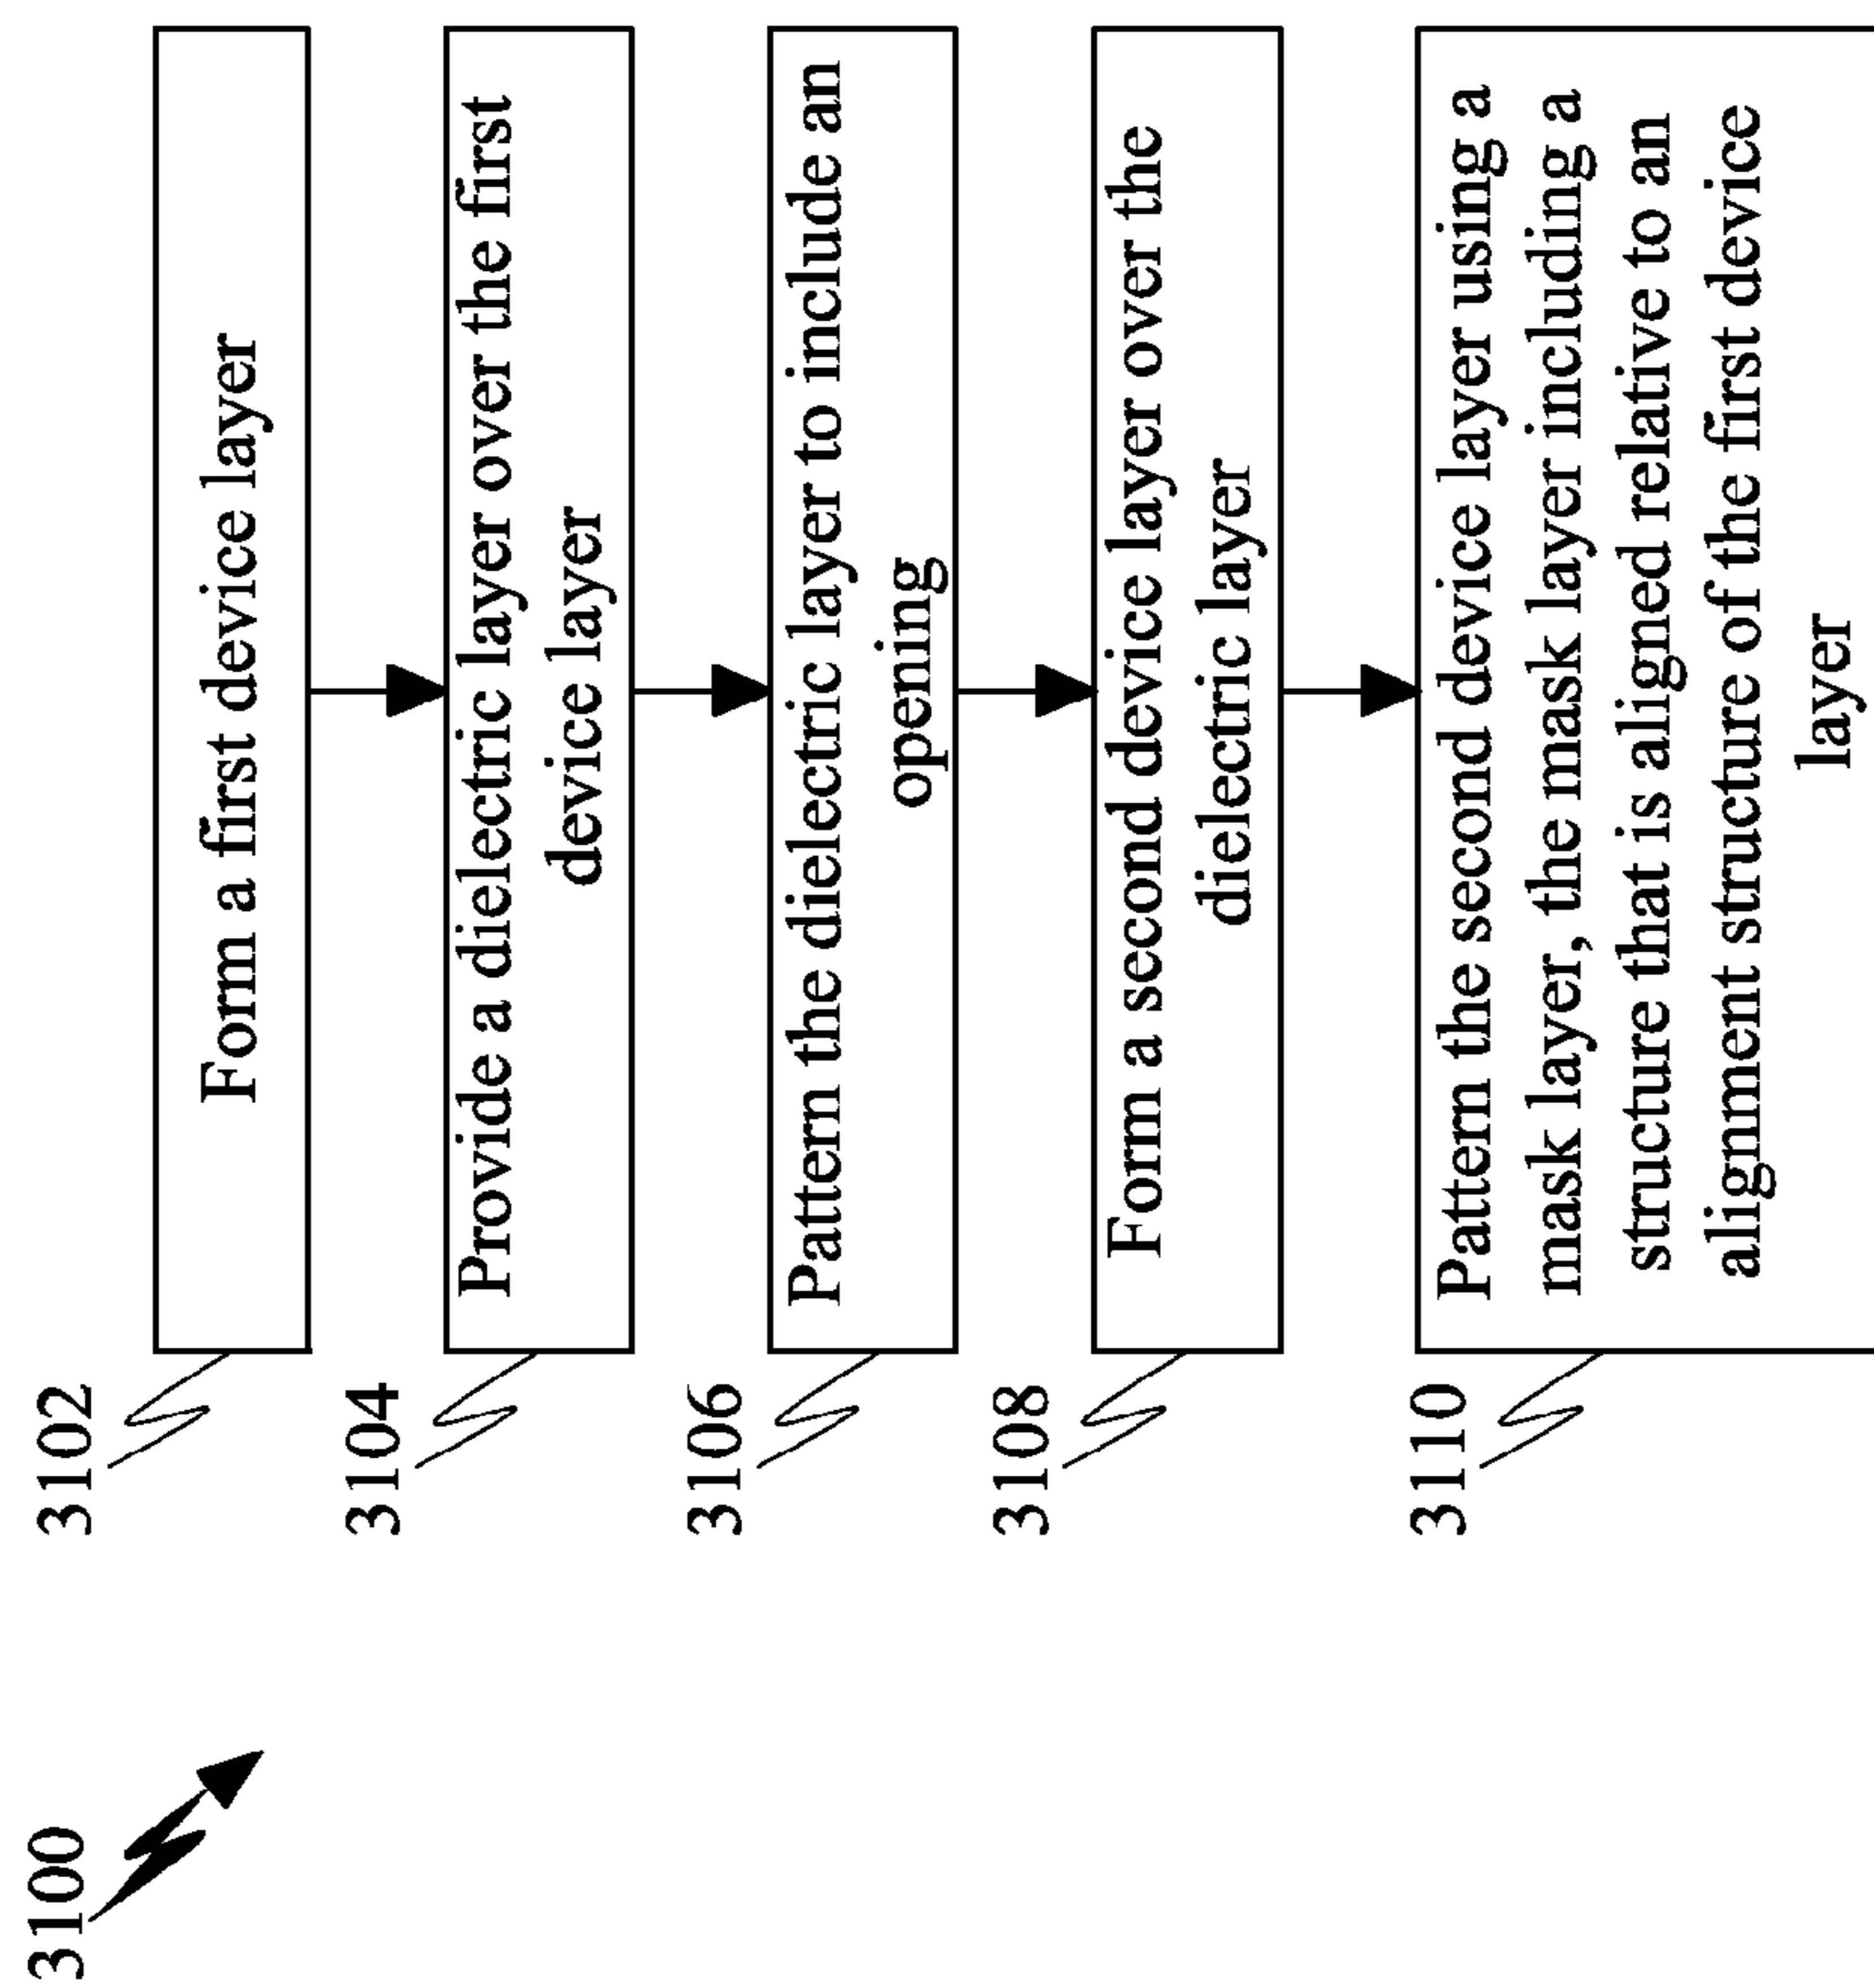 3100
3102
Form a first device layer
3104
Provide a dielectric layer over the first
device layer
3106
Pattern the dielectric layer to include an
opening
3108
Form a second device layer over the
dielectric layer
3110
Pattern the second device layer using a
mask layer, the mask layer including a
structure that is aligned relative to an
alignment structure of the first device
layer